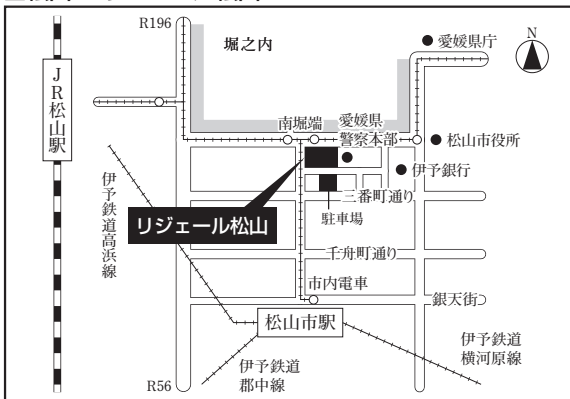 R196
堀之内
愛媛県庁
N
JR松山駅
南堀端
愛媛県
警察本部
松山市役所
伊予銀行
三番町通り
駐車場
リジェール松山
伊予鉄道高浜線
千舟町通り
市内電車
銀天街
松山市駅
伊予鉄道
横河原線
伊予鉄道
郡中線
R56